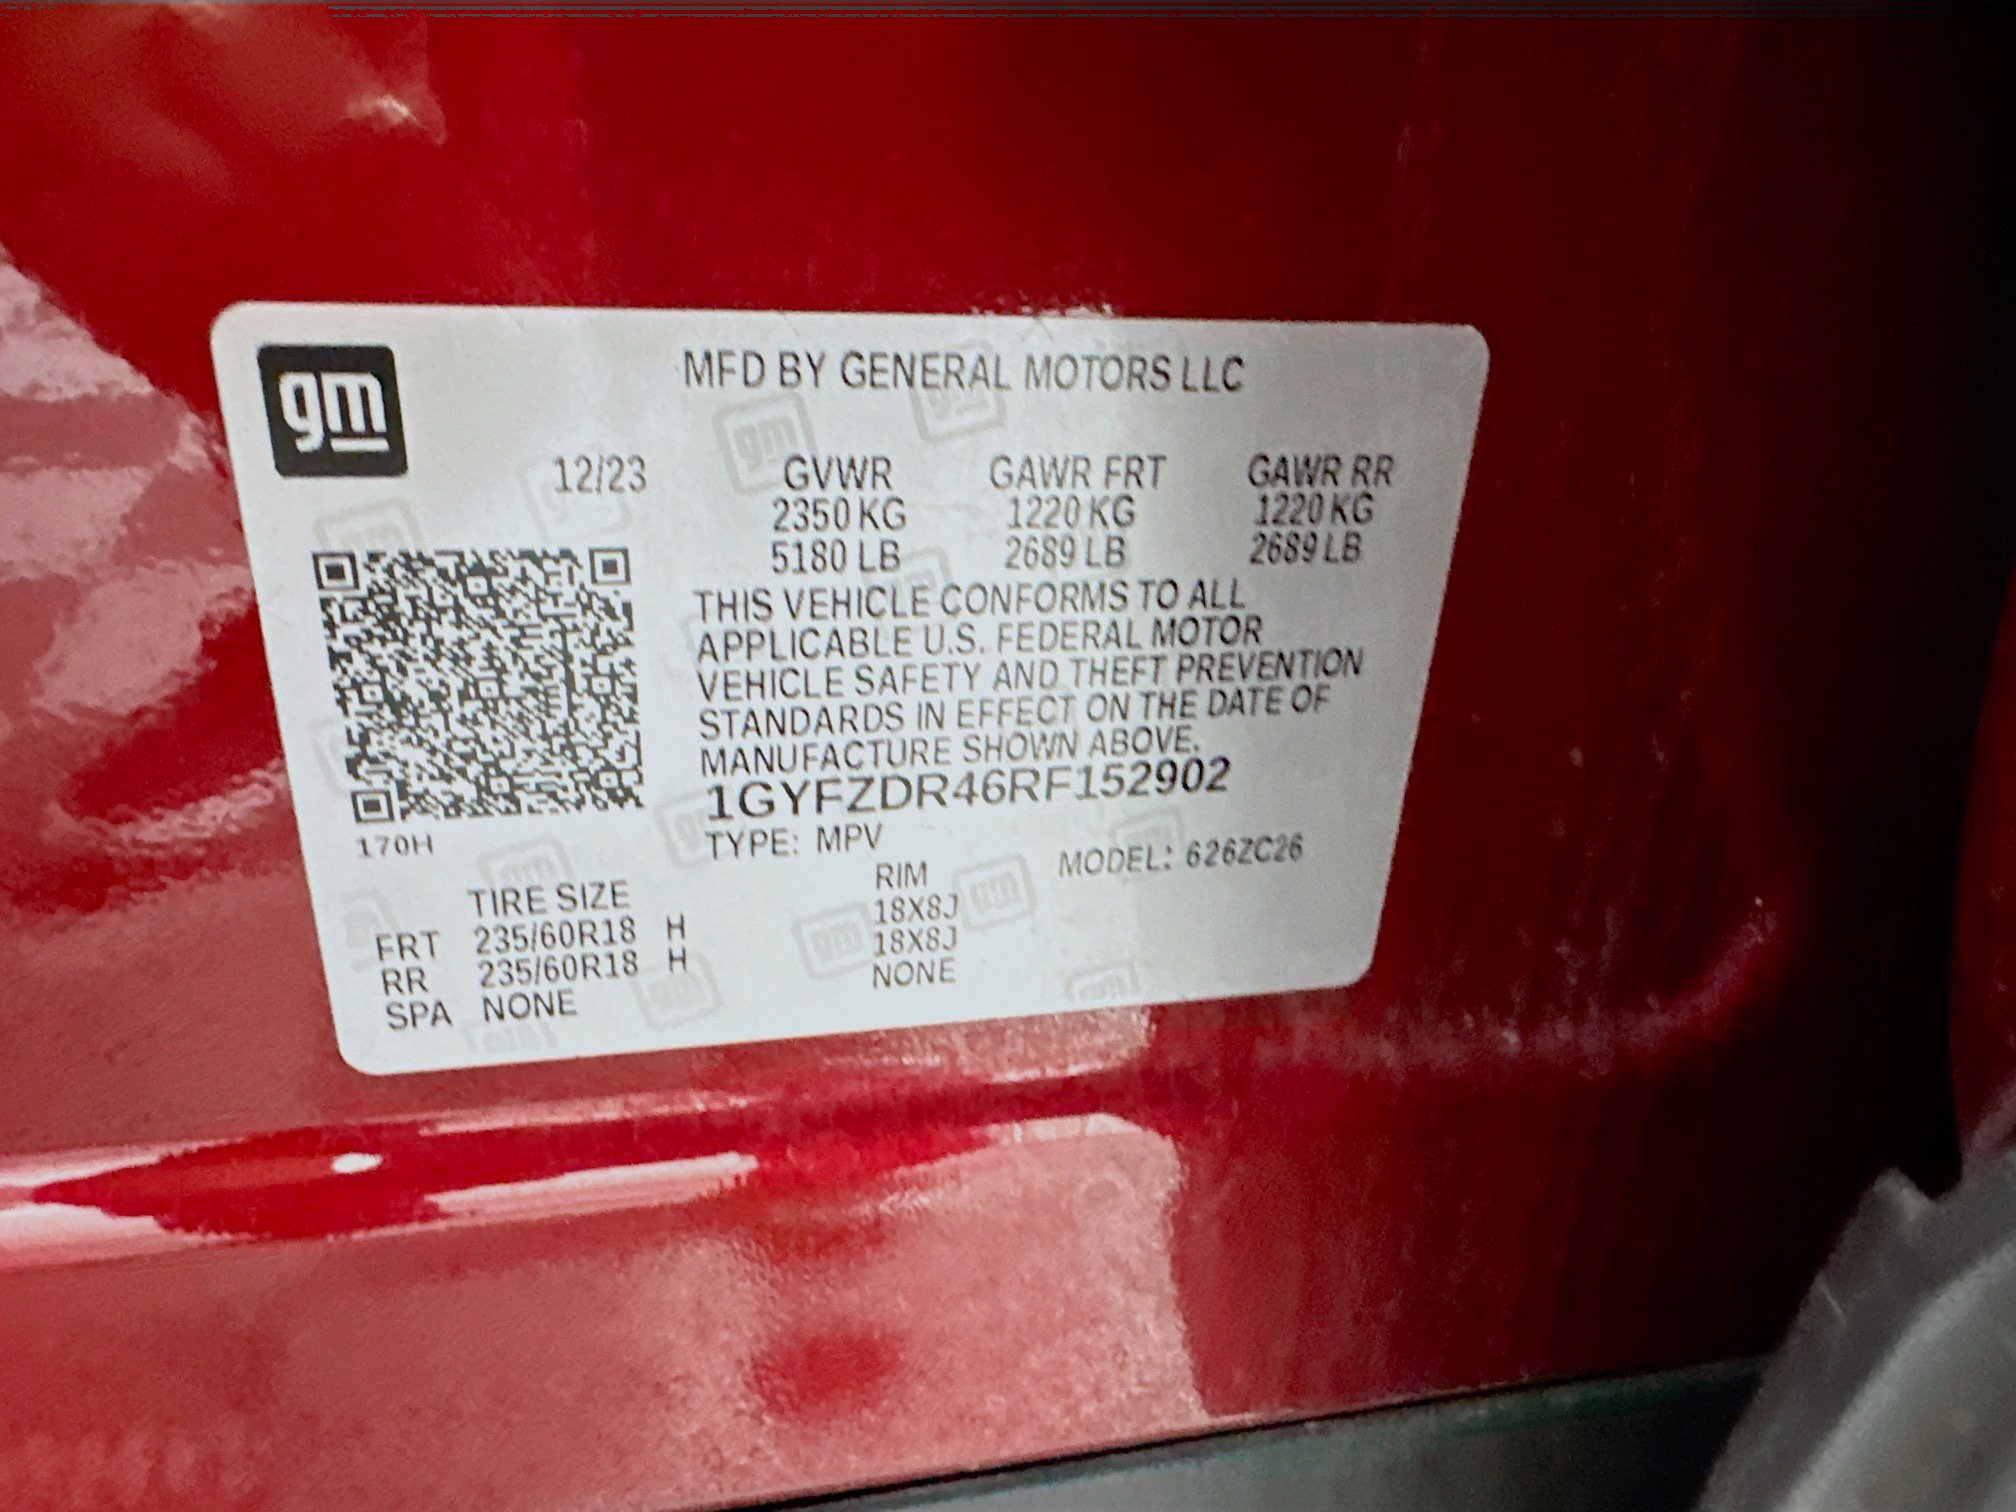 gm
MFD BY GENERAL MOTORS LLC
12/23 GVWR GAWR FRT GAWR RR
2350 KG 1220 KG 1220 KG
5180 LB 2689 LB 2689 LB
THIS VEHICLE CONFORMS TO ALL
APPLICABLE U.S. FEDERAL MOTOR
VEHICLE SAFETY AND THEFT PREVENTION
STANDARDS IN EFFECT ON THE DATE OF
MANUFACTURE SHOWN ABOVE.
1GYFZDR46RF152902
170H TYPE: MPV MODEL: 626ZC26
TIRE SIZE RIM
FRT 235/60R18 H 18X8J
RR 235/60R18 H 18X8J
SPA NONE NONE